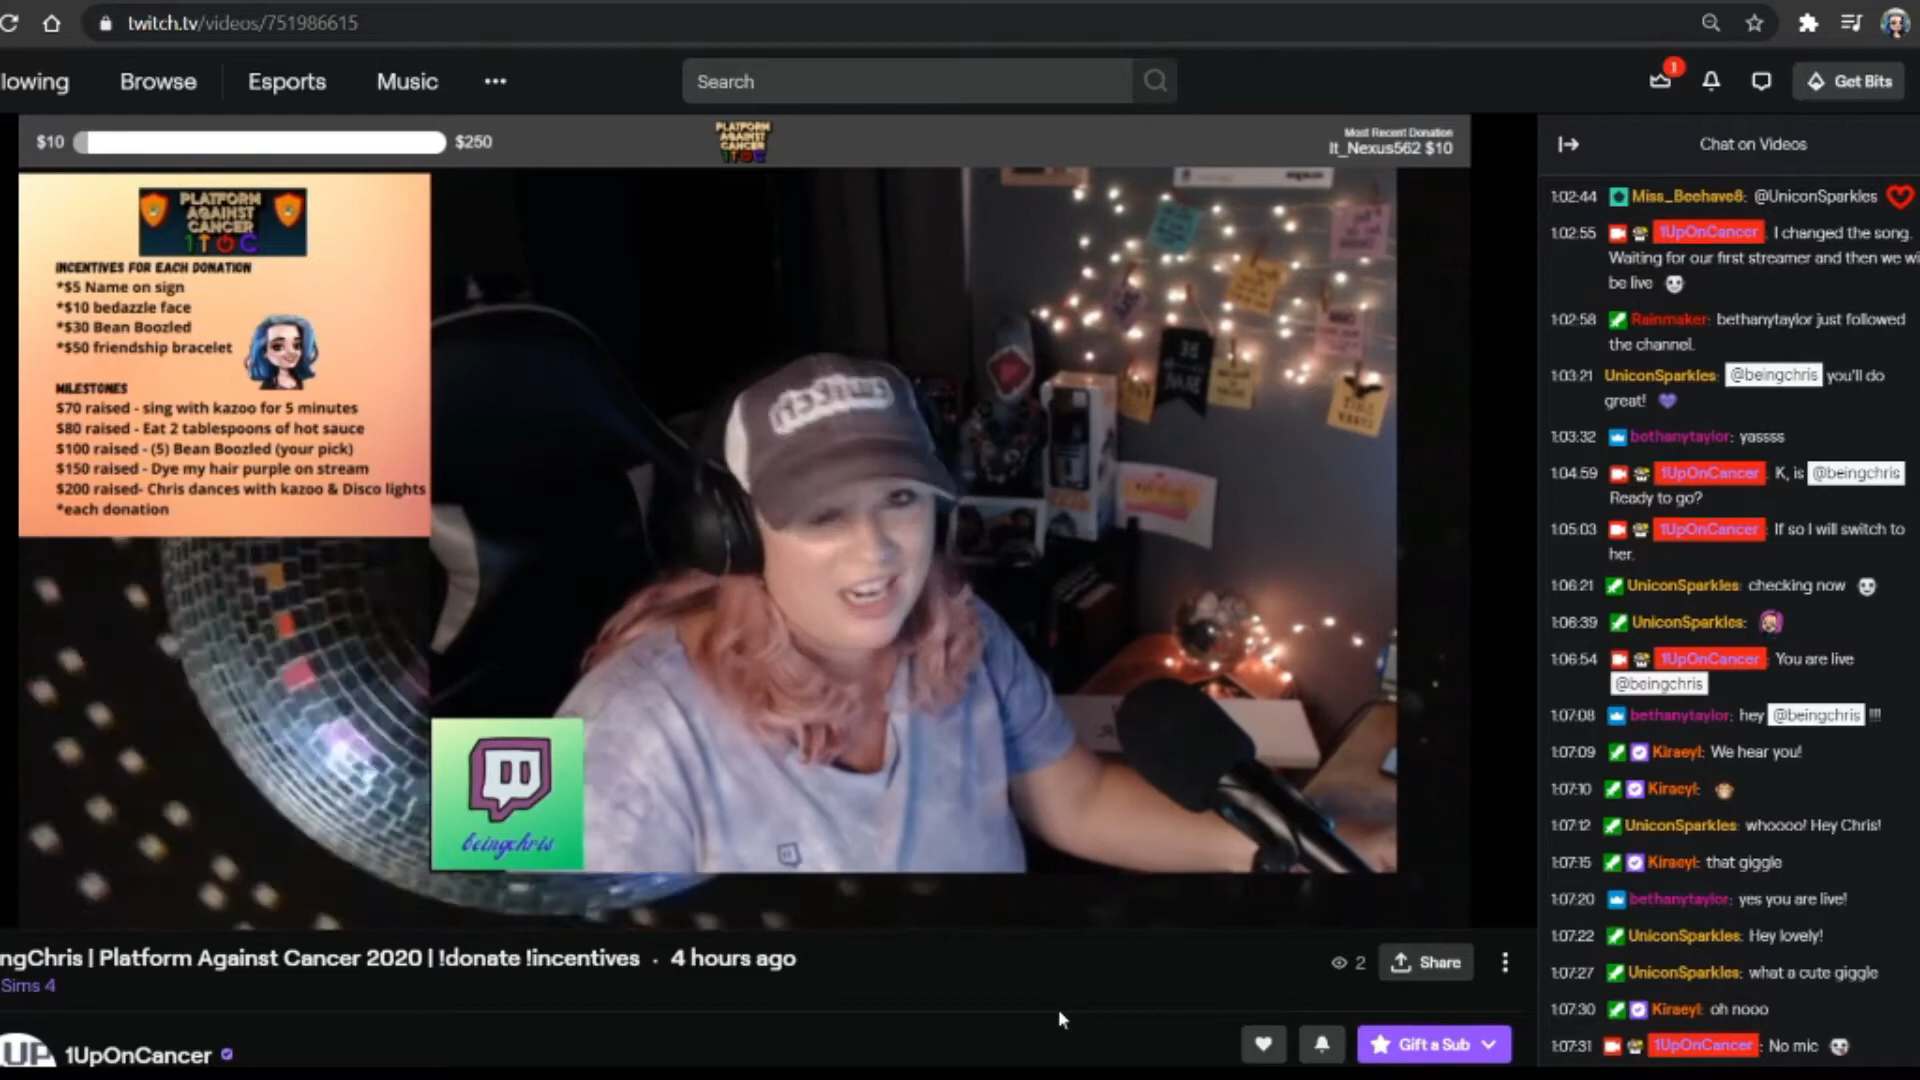 twitch.tv/videos/751986615
lowing
Browse
Esports
Music
Search
1
Get Bits
$10
$250
PLATFORM
AGAINST
CANCER
Most Recent Donation
It_Nexus562 $10
PLATFORM
AGAINST
CANCER
INCENTIVES FOR EACH DONATION
*$5 Name on sign
*$10 bedazzle face
*$30 Bean Boozled
*$50 friendship bracelet
MILESTONES
$70 raised - sing with kazoo for 5 minutes
$80 raised - Eat 2 tablespoons of hot sauce
$100 raised - (5) Bean Boozled (your pick)
$150 raised - Dye my hair purple on stream
$200 raised- Chris dances with kazoo & Disco lights
*each donation
twitch
beingchris
ngChris | Platform Against Cancer 2020 | !donate !incentives · 4 hours ago
2
Share
Sims 4
UP
1UpOnCancer
Gift a Sub
Chat on Videos
1:02:44 Miss_Beehave8: @UniconSparkles
1:02:55 1UpOnCancer: I changed the song.
Waiting for our first streamer and then we wi
be live
1:02:58 Rainmaker: bethanytaylor just followed
the channel.
1:03:21 UniconSparkles: @beingchris you'll do
great!
1:03:32 bethanytaylor: yassss
1:04:59 1UpOnCancer: K, is @beingchris
Ready to go?
1:05:03 1UpOnCancer: If so I will switch to
her.
1:06:21 UniconSparkles: checking now
1:06:39 UniconSparkles:
1:06:54 1UpOnCancer: You are live
@beingchris
1:07:08 bethanytaylor: hey @beingchris !!!
1:07:09 Kiraeyl: We hear you!
1:07:10 Kiraeyl:
1:07:12 UniconSparkles: whoooo! Hey Chris!
1:07:15 Kiraeyl: that giggle
1:07:20 bethanytaylor: yes you are live!
1:07:22 UniconSparkles: Hey lovely!
1:07:27 UniconSparkles: what a cute giggle
1:07:30 Kiraeyl: oh nooo
1:07:31 1UpOnCancer: No mic